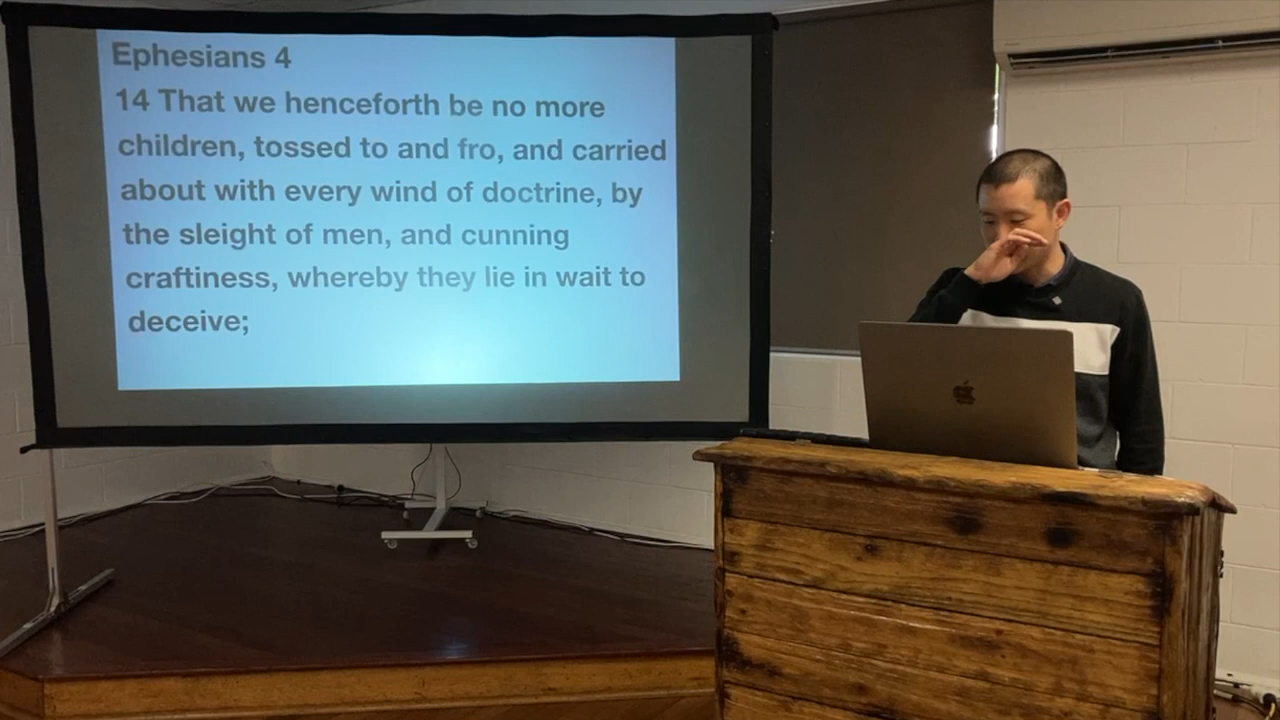 Ephesians 4
14 That we henceforth be no more
children, tossed to and fro, and carried
about with every wind of doctrine, by
the sleight of men, and cunning
craftiness, whereby they lie in wait to
deceive;